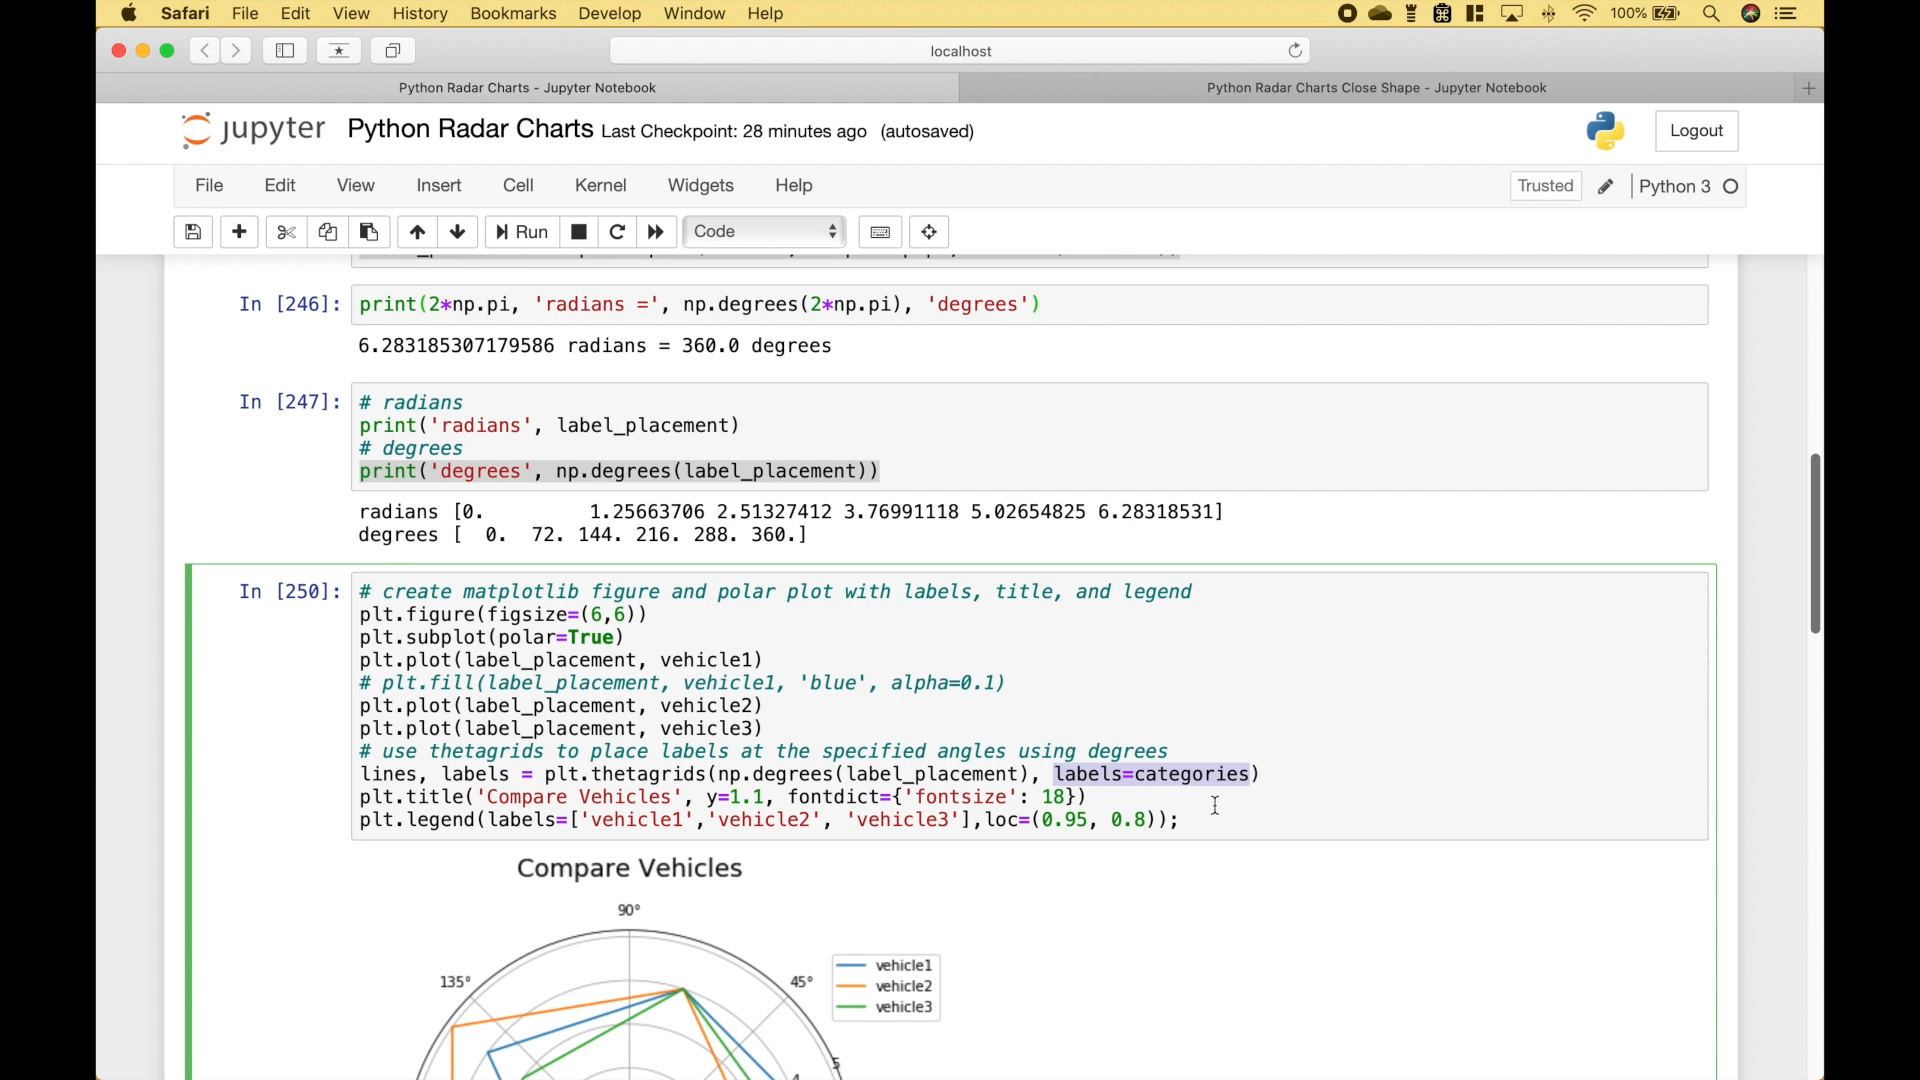 Safari File Edit View History Bookmarks Develop Window Help 100%
localhost
Python Radar Charts - Jupyter Notebook Python Radar Charts Close Shape - Jupyter Notebook
jupyter Python Radar Charts Last Checkpoint: 28 minutes ago (autosaved) Logout
File Edit View Insert Cell Kernel Widgets Help Trusted Python 3
Run Code
In [246]: print(2*np.pi, 'radians =', np.degrees(2*np.pi), 'degrees')
6.283185307179586 radians = 360.0 degrees
In [247]: # radians
print('radians', label_placement)
# degrees
print('degrees', np.degrees(label_placement))
radians [0. 1.25663706 2.51327412 3.76991118 5.02654825 6.28318531]
degrees [ 0. 72. 144. 216. 288. 360.]
In [250]: # create matplotlib figure and polar plot with labels, title, and legend
plt.figure(figsize=(6,6))
plt.subplot(polar=True)
plt.plot(label_placement, vehicle1)
# plt.fill(label_placement, vehicle1, 'blue', alpha=0.1)
plt.plot(label_placement, vehicle2)
plt.plot(label_placement, vehicle3)
# use thetagrids to place labels at the specified angles using degrees
lines, labels = plt.thetagrids(np.degrees(label_placement), labels=categories)
plt.title('Compare Vehicles', y=1.1, fontdict={'fontsize': 18})
plt.legend(labels=['vehicle1','vehicle2', 'vehicle3'],loc=(0.95, 0.8));
Compare Vehicles
90°
vehicle1
135° 45° vehicle2
vehicle3
5
4